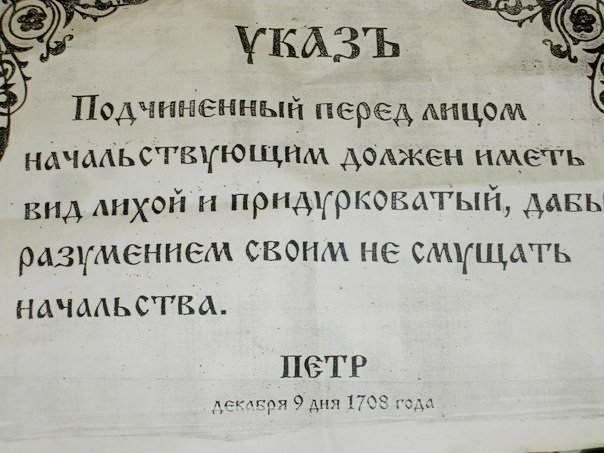 УКАЗЪ
Подчиненный перед лицом
начальствующим должен иметь
вид лихой и придурковатый, дабы
разумением своим не смущать
начальства.
ПЕТР
декабря 9 дня 1708 года